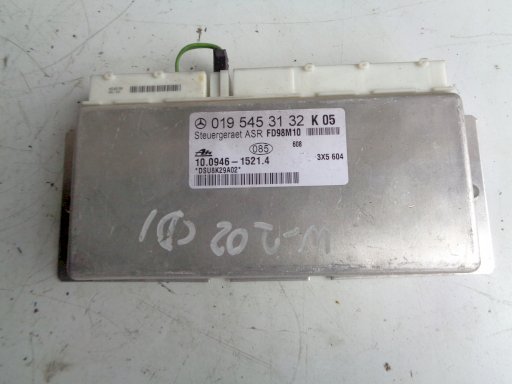 019 545 31 32 K 05
Steuergeraet ASR FD98M10
085 608
Ate
10.0946-1521.4 3X5 604
*DSU8K29A02*
W-202 CDI